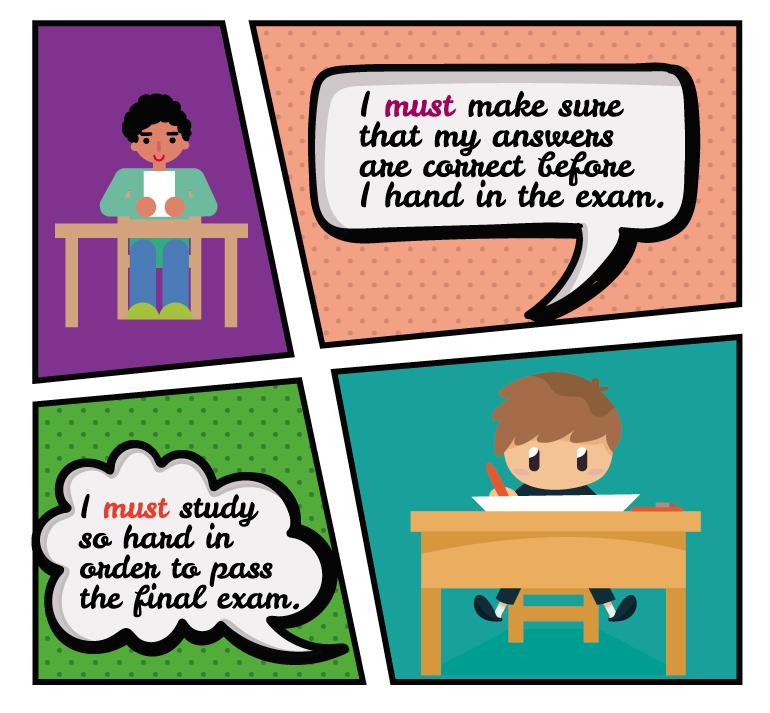 I must make sure
that my answers
are correct before
I hand in the exam.
I must study
so hard in
order to pass
the final exam.